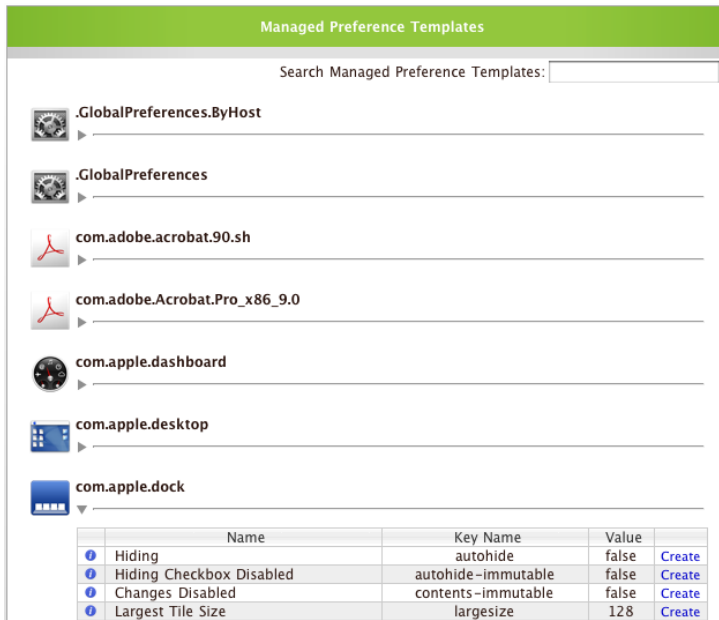 Managed Preference Templates
Search Managed Preference Templates:
.GlobalPreferences.ByHost
.GlobalPreferences
com.adobe.acrobat.90.sh
com.adobe.Acrobat.Pro_x86_9.0
com.apple.dashboard
com.apple.desktop
com.apple.dock
Name Key Name Value
Hiding autohide false Create
Hiding Checkbox Disabled autohide-immutable false Create
Changes Disabled contents-immutable false Create
Largest Tile Size largesize 128 Create